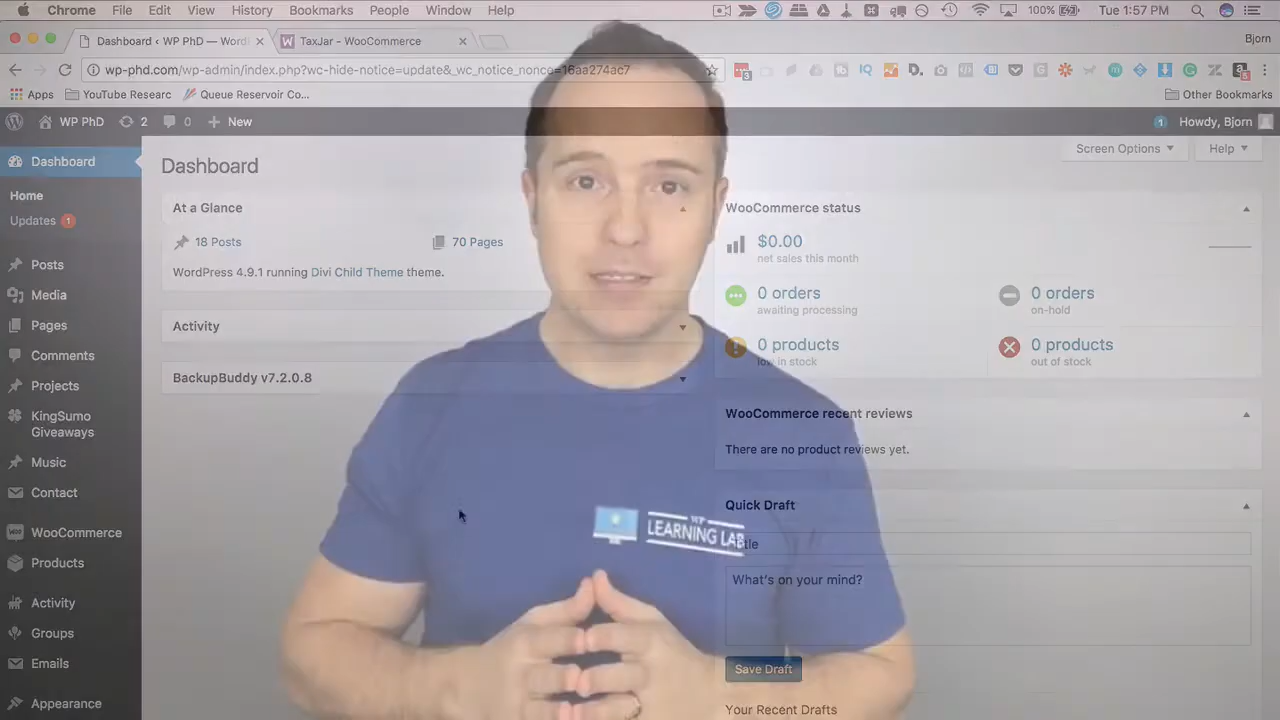 Chrome File Edit View History Bookmarks People Window Help 100% Tue 1:57 PM
Dashboard ‹ WP PhD — Word TaxJar - WooCommerce Bjorn
wp-phd.com/wp-admin/index.php?wc-hide-notice=update&_wc_notice_nonce=16aa274ac7
Apps YouTube Researc Queue Reservoir Co... Other Bookmarks
WP PhD 2 0 New 1 Howdy, Bjorn
Dashboard
Home
Updates 1
Posts
Media
Pages
Comments
Projects
KingSumo
Giveaways
Music
Contact
WooCommerce
Products
Activity
Groups
Emails
Appearance
Dashboard
Screen Options Help
At a Glance
18 Posts 70 Pages
WordPress 4.9.1 running Divi Child Theme theme.
Activity
BackupBuddy v7.2.0.8
WooCommerce status
$0.00
net sales this month
0 orders
awaiting processing
0 orders
on-hold
0 products
low in stock
0 products
out of stock
WooCommerce recent reviews
There are no product reviews yet.
Quick Draft
Title
What's on your mind?
Save Draft
Your Recent Drafts
WP
LEARNING LAB